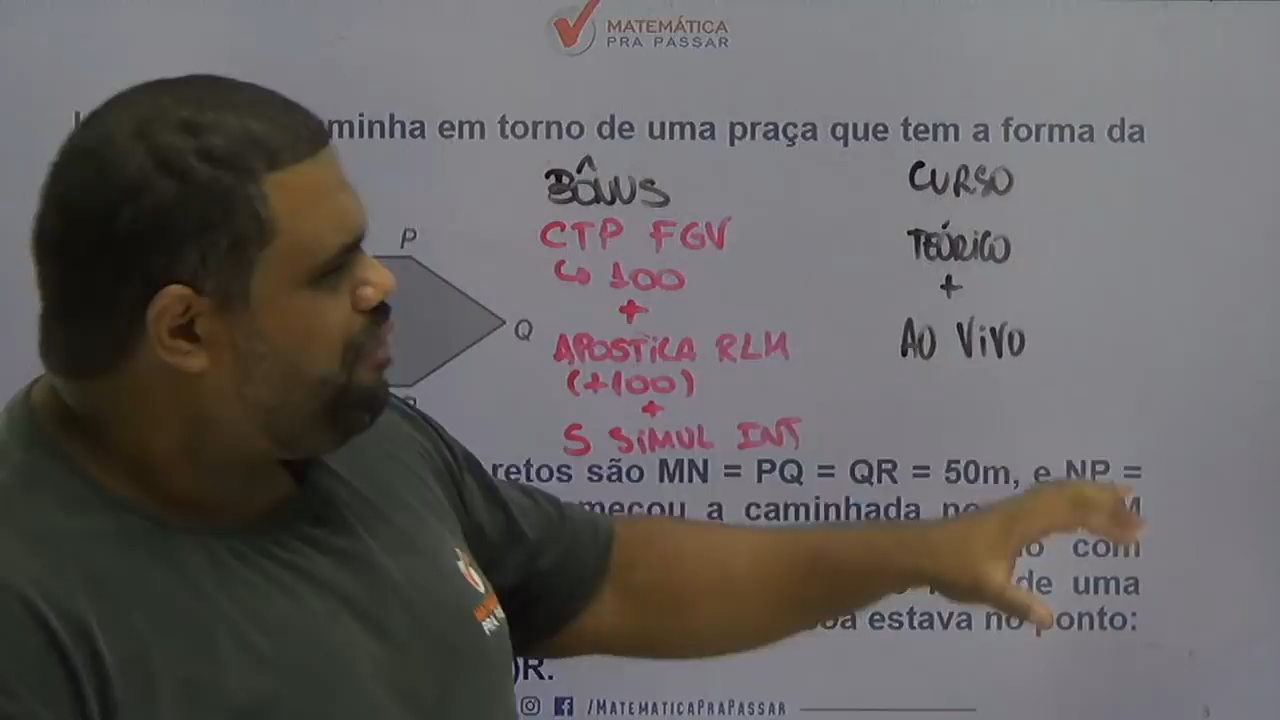 MATEMÁTICA
PRA PASSAR
minha em torno de uma praça que tem a forma da
BÔNUS
CTP FGV
↳ 100
+
APOSTILA RLM
(+100)
+
5 SIMUL INT
CURSO
TEÓRICO
+
AO VIVO
P
Q
retos são MN = PQ = QR = 50m, e NP =
meçou a caminhada M
com
de uma
estava no ponto:
)R.
/MATEMATICAPRAPASSAR